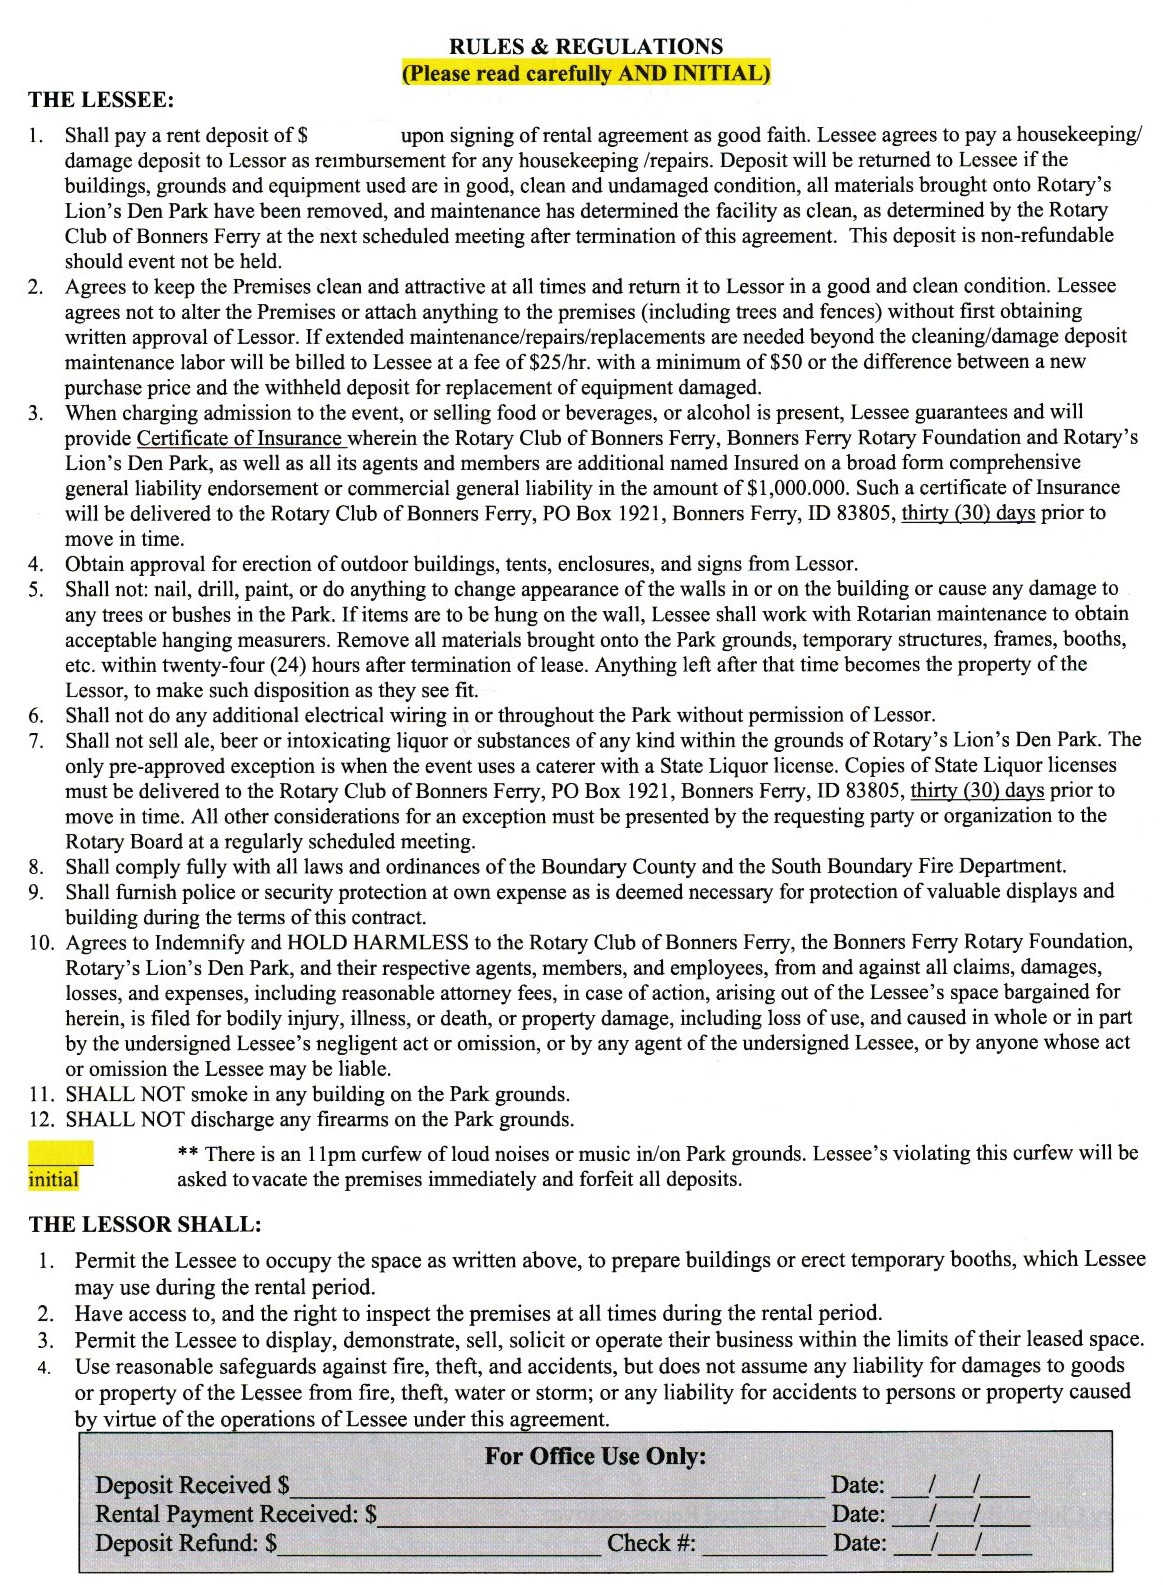 RULES & REGULATIONS
(Please read carefully AND INITIAL)
THE LESSEE:
1. Shall pay a rent deposit of $ upon signing of rental agreement as good faith. Lessee agrees to pay a housekeeping/
damage deposit to Lessor as reimbursement for any housekeeping /repairs. Deposit will be returned to Lessee if the
buildings, grounds and equipment used are in good, clean and undamaged condition, all materials brought onto Rotary's
Lion's Den Park have been removed, and maintenance has determined the facility as clean, as determined by the Rotary
Club of Bonners Ferry at the next scheduled meeting after termination of this agreement. This deposit is non-refundable
should event not be held.
2. Agrees to keep the Premises clean and attractive at all times and return it to Lessor in a good and clean condition. Lessee
agrees not to alter the Premises or attach anything to the premises (including trees and fences) without first obtaining
written approval of Lessor. If extended maintenance/repairs/replacements are needed beyond the cleaning/damage deposit
maintenance labor will be billed to Lessee at a fee of $25/hr. with a minimum of $50 or the difference between a new
purchase price and the withheld deposit for replacement of equipment damaged.
3. When charging admission to the event, or selling food or beverages, or alcohol is present, Lessee guarantees and will
provide Certificate of Insurance wherein the Rotary Club of Bonners Ferry, Bonners Ferry Rotary Foundation and Rotary's
Lion's Den Park, as well as all its agents and members are additional named Insured on a broad form comprehensive
general liability endorsement or commercial general liability in the amount of $1,000.000. Such a certificate of Insurance
will be delivered to the Rotary Club of Bonners Ferry, PO Box 1921, Bonners Ferry, ID 83805, thirty (30) days prior to
move in time.
4. Obtain approval for erection of outdoor buildings, tents, enclosures, and signs from Lessor.
5. Shall not: nail, drill, paint, or do anything to change appearance of the walls in or on the building or cause any damage to
any trees or bushes in the Park. If items are to be hung on the wall, Lessee shall work with Rotarian maintenance to obtain
acceptable hanging measurers. Remove all materials brought onto the Park grounds, temporary structures, frames, booths,
etc. within twenty-four (24) hours after termination of lease. Anything left after that time becomes the property of the
Lessor, to make such disposition as they see fit.
6. Shall not do any additional electrical wiring in or throughout the Park without permission of Lessor.
7. Shall not sell ale, beer or intoxicating liquor or substances of any kind within the grounds of Rotary's Lion's Den Park. The
only pre-approved exception is when the event uses a caterer with a State Liquor license. Copies of State Liquor licenses
must be delivered to the Rotary Club of Bonners Ferry, PO Box 1921, Bonners Ferry, ID 83805, thirty (30) days prior to
move in time. All other considerations for an exception must be presented by the requesting party or organization to the
Rotary Board at a regularly scheduled meeting.
8. Shall comply fully with all laws and ordinances of the Boundary County and the South Boundary Fire Department.
9. Shall furnish police or security protection at own expense as is deemed necessary for protection of valuable displays and
building during the terms of this contract.
10. Agrees to Indemnify and HOLD HARMLESS to the Rotary Club of Bonners Ferry, the Bonners Ferry Rotary Foundation,
Rotary's Lion's Den Park, and their respective agents, members, and employees, from and against all claims, damages,
losses, and expenses, including reasonable attorney fees, in case of action, arising out of the Lessee's space bargained for
herein, is filed for bodily injury, illness, or death, or property damage, including loss of use, and caused in whole or in part
by the undersigned Lessee's negligent act or omission, or by any agent of the undersigned Lessee, or by anyone whose act
or omission the Lessee may be liable.
11. SHALL NOT smoke in any building on the Park grounds.
12. SHALL NOT discharge any firearms on the Park grounds.
______ ** There is an 11pm curfew of loud noises or music in/on Park grounds. Lessee's violating this curfew will be
initial asked to vacate the premises immediately and forfeit all deposits.
THE LESSOR SHALL:
1. Permit the Lessee to occupy the space as written above, to prepare buildings or erect temporary booths, which Lessee
may use during the rental period.
2. Have access to, and the right to inspect the premises at all times during the rental period.
3. Permit the Lessee to display, demonstrate, sell, solicit or operate their business within the limits of their leased space.
4. Use reasonable safeguards against fire, theft, and accidents, but does not assume any liability for damages to goods
or property of the Lessee from fire, theft, water or storm; or any liability for accidents to persons or property caused
by virtue of the operations of Lessee under this agreement.
For Office Use Only:
Deposit Received $____________ Date: ___/___/____
Rental Payment Received: $____________ Date: ___/___/____
Deposit Refund: $____________ Check #: __________ Date: ___/___/____